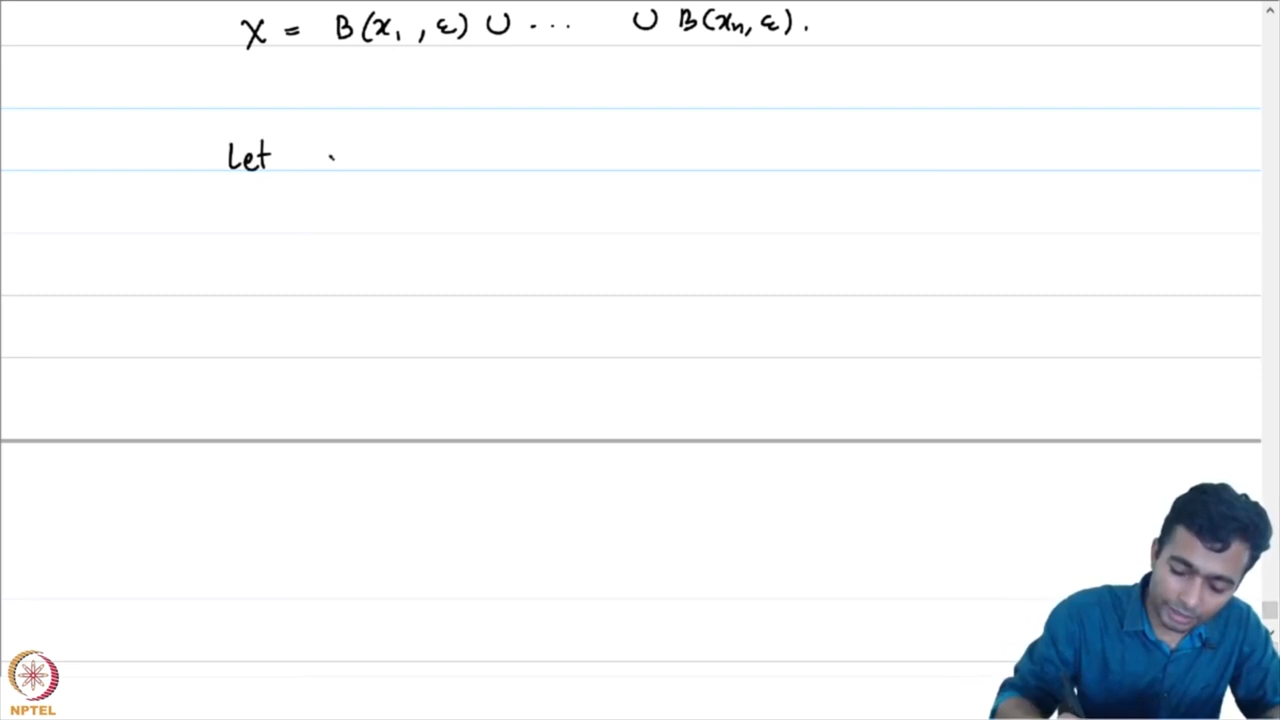 X = B(x₁, ε) ∪ ··· ∪ B(xₙ, ε).
Let
NPTEL